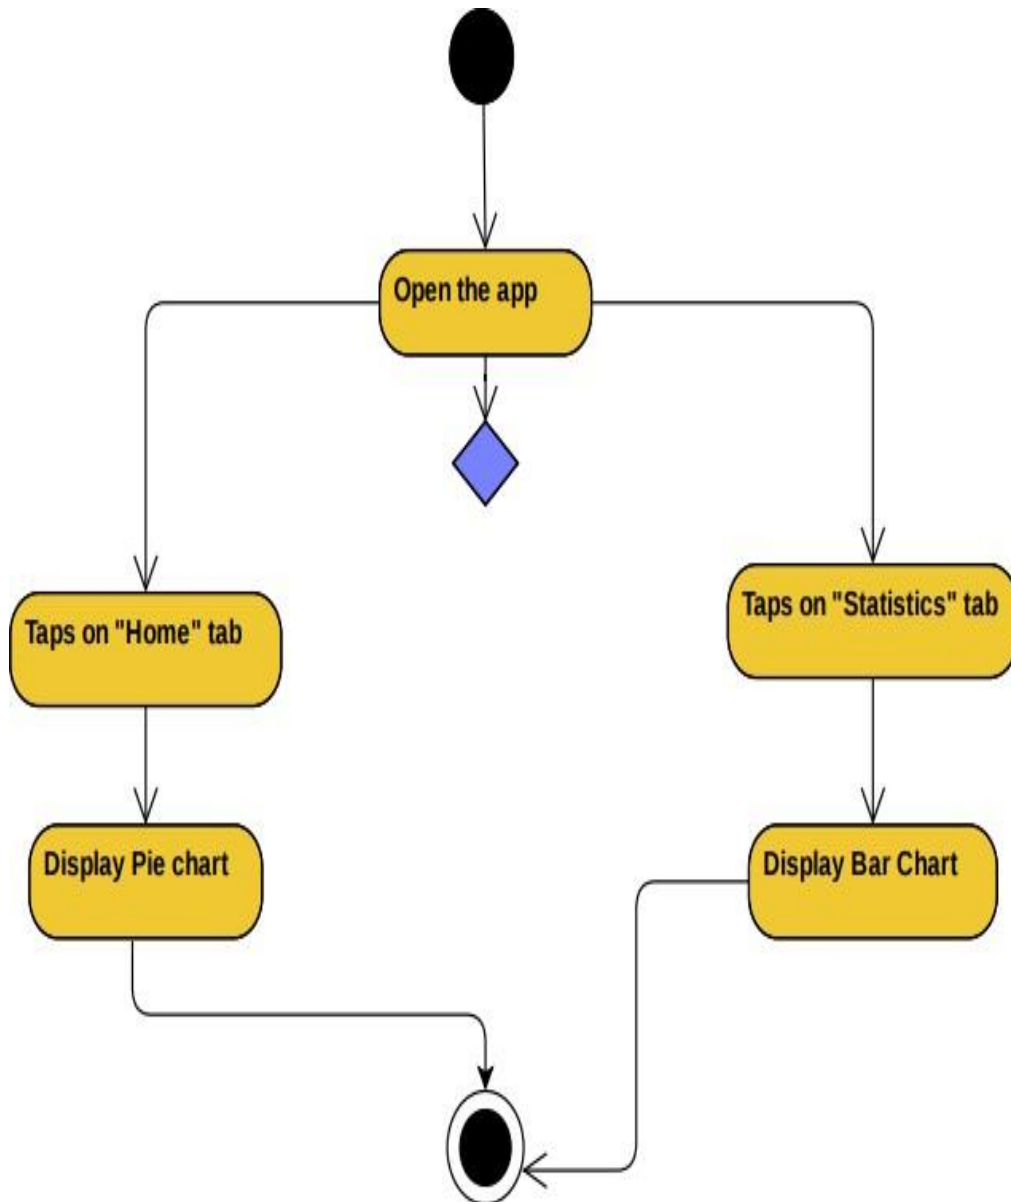 Open the app
Taps on "Home" tab
Taps on "Statistics" tab
Display Pie chart
Display Bar Chart